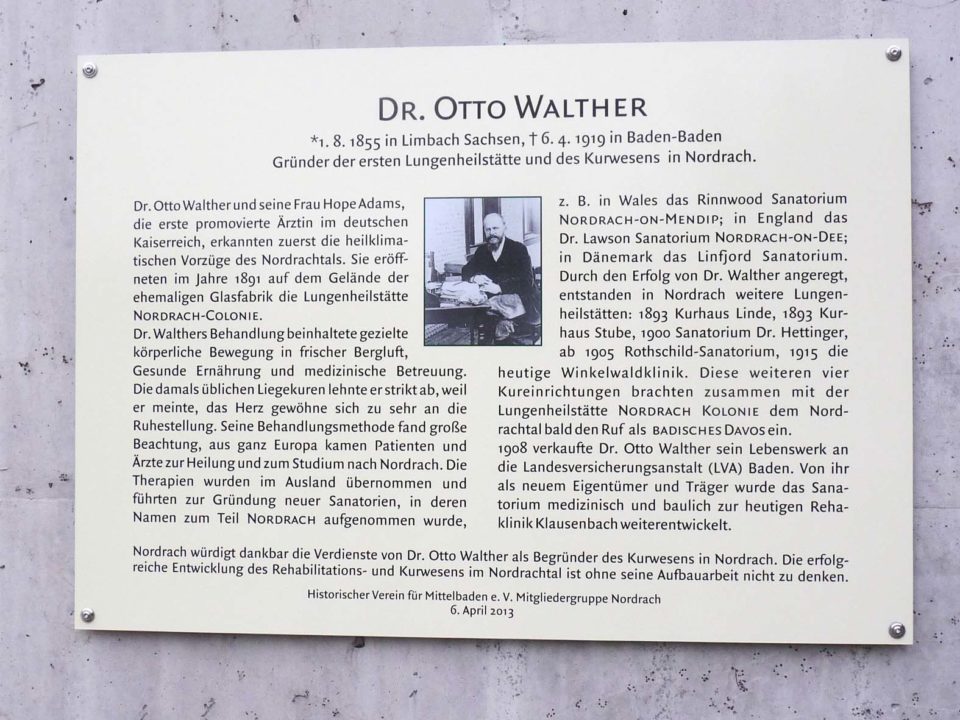 DR. OTTO WALTHER
*1. 8. 1855 in Limbach Sachsen, † 6. 4. 1919 in Baden-Baden
Gründer der ersten Lungenheilstätte und des Kurwesens in Nordrach.
Dr. Otto Walther und seine Frau Hope Adams,
die erste promovierte Ärztin im deutschen
Kaiserreich, erkannten zuerst die heilklima-
tischen Vorzüge des Nordrachtals. Sie eröff-
neten im Jahre 1891 auf dem Gelände der
ehemaligen Glasfabrik die Lungenheilstätte
NORDRACH-COLONIE.
Dr. Walthers Behandlung beinhaltete gezielte
körperliche Bewegung in frischer Bergluft,
Gesunde Ernährung und medizinische Betreuung.
Die damals üblichen Liegekuren lehnte er strikt ab, weil
er meinte, das Herz gewöhne sich zu sehr an die
Ruhestellung. Seine Behandlungsmethode fand große
Beachtung, aus ganz Europa kamen Patienten und
Ärzte zur Heilung und zum Studium nach Nordrach. Die
Therapien wurden im Ausland übernommen und
führten zur Gründung neuer Sanatorien, in deren
Namen zum Teil NORDRACH aufgenommen wurde,
z. B. in Wales das Rinnwood Sanatorium
NORDRACH-ON-MENDIP; in England das
Dr. Lawson Sanatorium NORDRACH-ON-DEE;
in Dänemark das Linfjord Sanatorium.
Durch den Erfolg von Dr. Walther angeregt,
entstanden in Nordrach weitere Lungen-
heilstätten: 1893 Kurhaus Linde, 1893 Kur-
haus Stube, 1900 Sanatorium Dr. Hettinger,
ab 1905 Rothschild-Sanatorium, 1915 die
heutige Winkelwaldklinik. Diese weiteren vier
Kureinrichtungen brachten zusammen mit der
Lungenheilstätte NORDRACH KOLONIE dem Nord-
rachtal bald den Ruf als BADISCHES DAVOS ein.
1908 verkaufte Dr. Otto Walther sein Lebenswerk an
die Landesversicherungsanstalt (LVA) Baden. Von ihr
als neuem Eigentümer und Träger wurde das Sana-
torium medizinisch und baulich zur heutigen Reha-
klinik Klausenbach weiterentwickelt.
Nordrach würdigt dankbar die Verdienste von Dr. Otto Walther als Begründer des Kurwesens in Nordrach. Die erfolg-
reiche Entwicklung des Rehabilitations- und Kurwesens im Nordrachtal ist ohne seine Aufbauarbeit nicht zu denken.
Historischer Verein für Mittelbaden e. V. Mitgliedergruppe Nordrach
6. April 2013